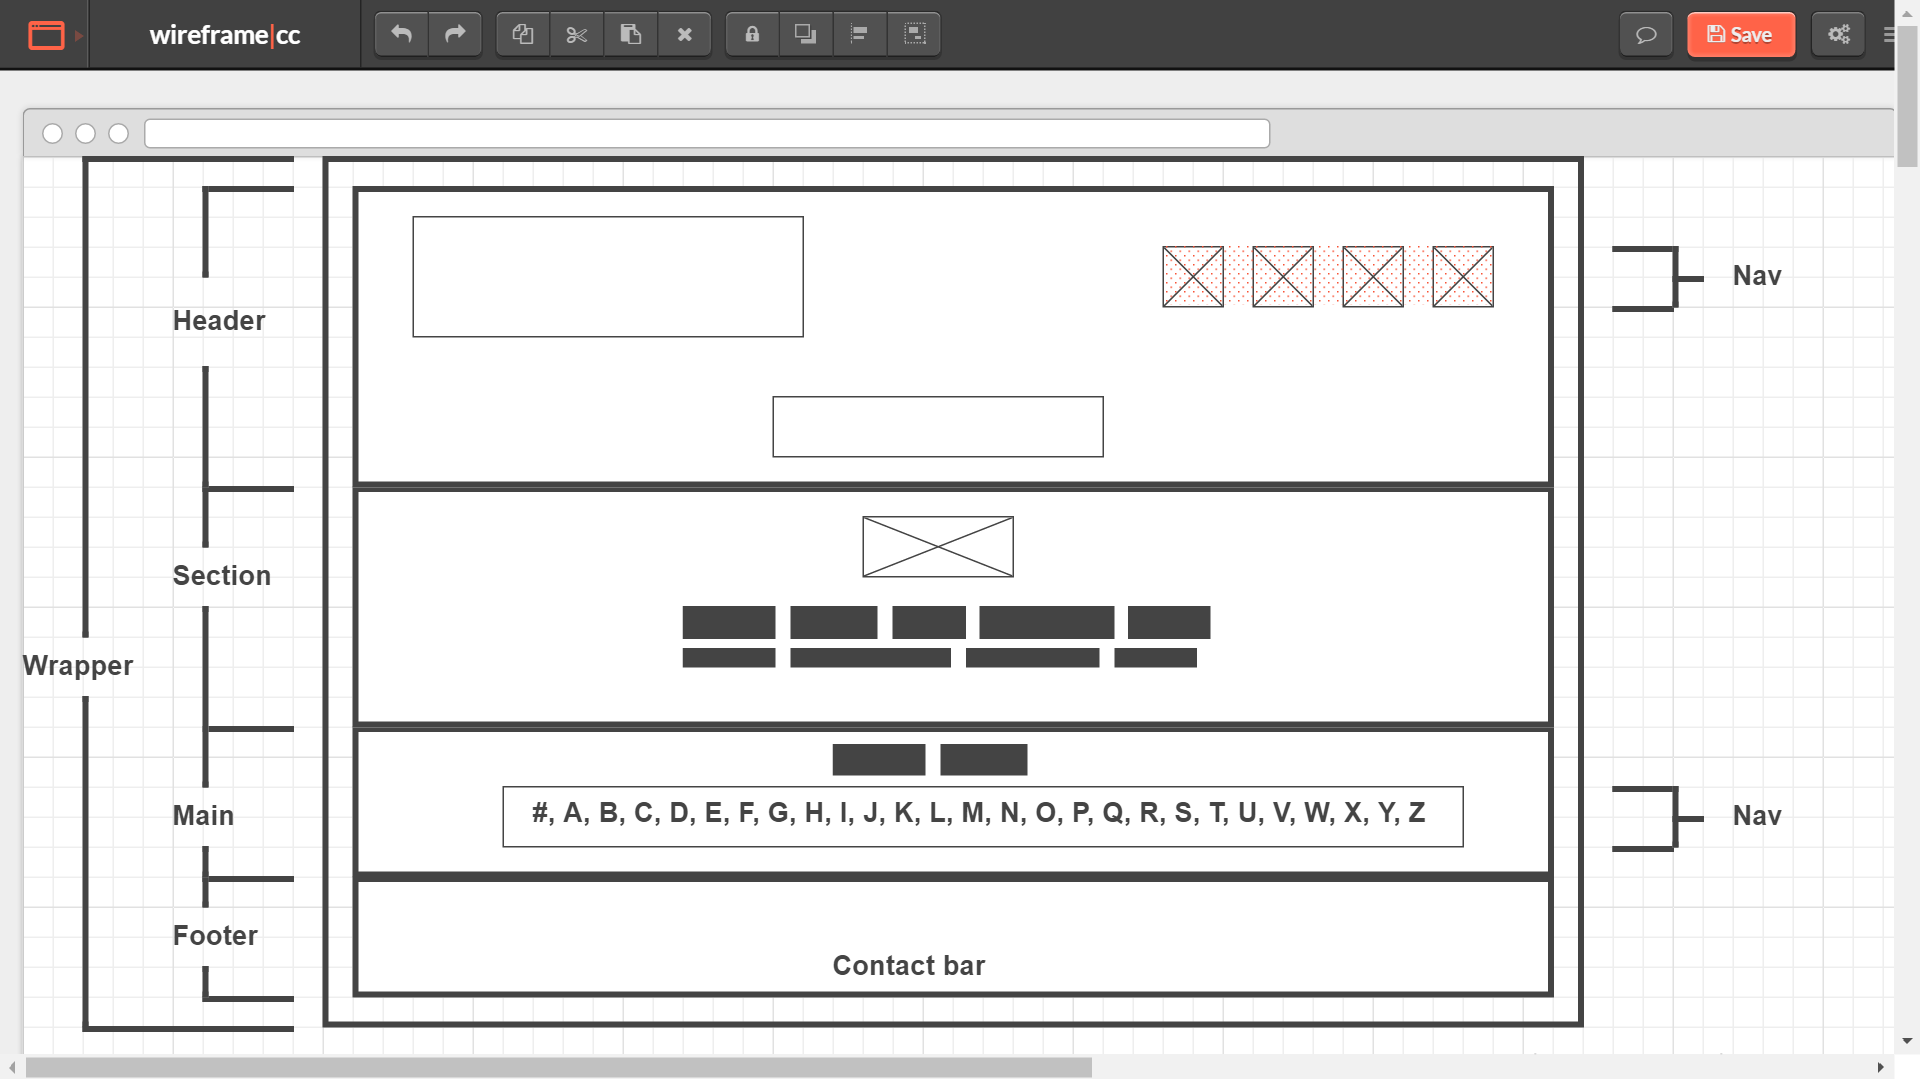 wireframe|cc
Save
Nav
Header
Section
Wrapper
Main
#, A, B, C, D, E, F, G, H, I, J, K, L, M, N, O, P, Q, R, S, T, U, V, W, X, Y, Z
Nav
Footer
Contact bar